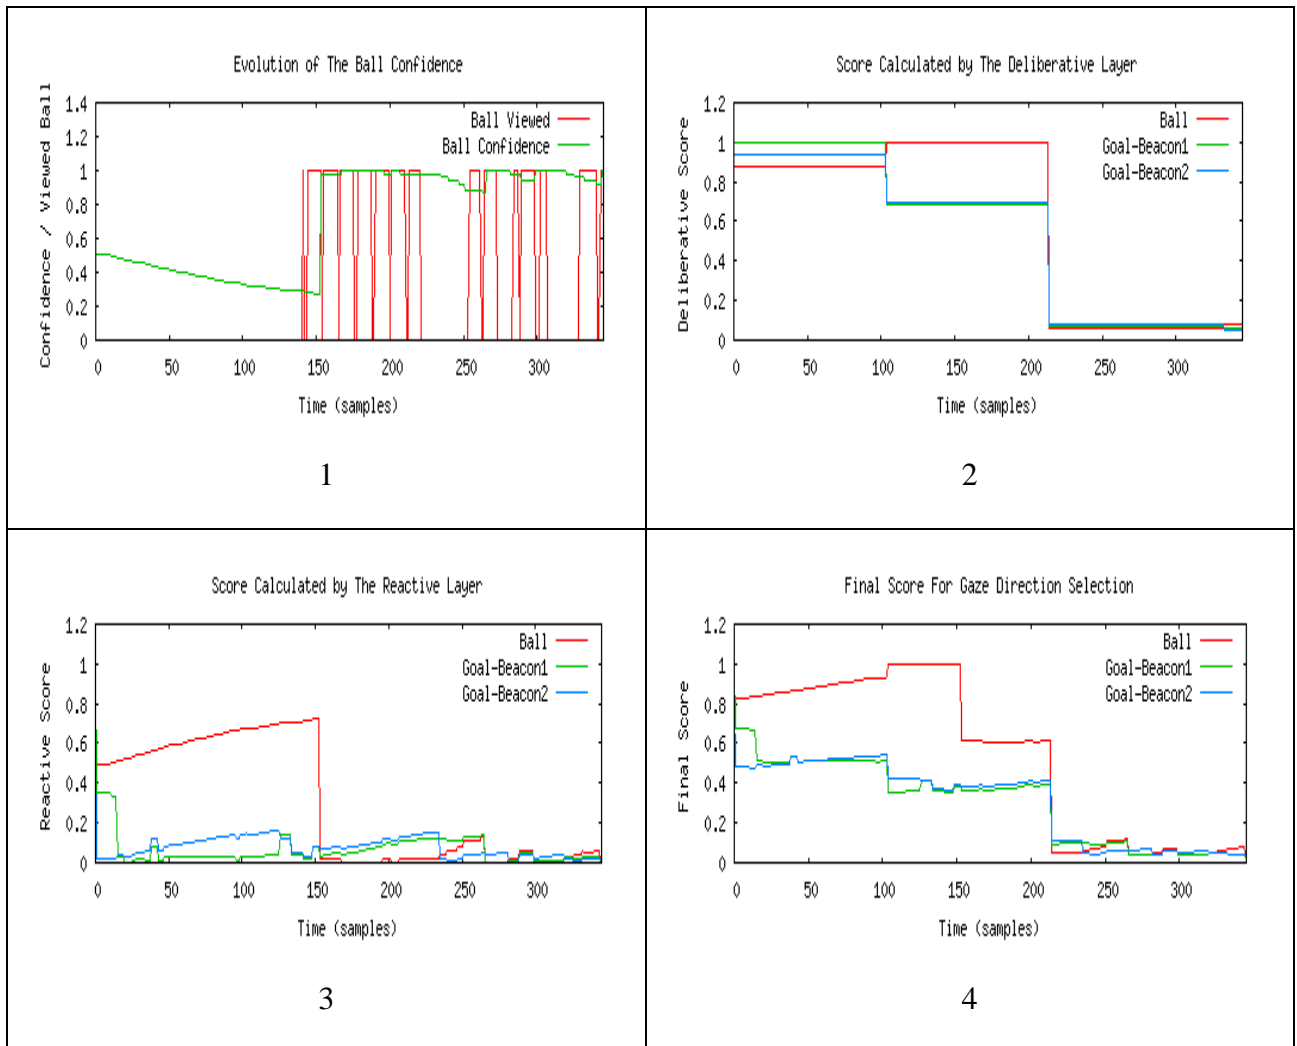 Evolution of The Ball Confidence
Confidence / Viewed Ball
1.4
1.2
1
0.8
0.6
0.4
0.2
0
Ball Viewed
Ball Confidence
0 50 100 150 200 250 300
Time (samples)
1
Score Calculated by The Deliberative Layer
Deliberative Score
1.2
1
0.8
0.6
0.4
0.2
0
Ball
Goal-Beacon1
Goal-Beacon2
0 50 100 150 200 250 300
Time (samples)
2
Score Calculated by The Reactive Layer
Reactive Score
1.2
1
0.8
0.6
0.4
0.2
0
Ball
Goal-Beacon1
Goal-Beacon2
0 50 100 150 200 250 300
Time (samples)
3
Final Score For Gaze Direction Selection
Final Score
1.2
1
0.8
0.6
0.4
0.2
0
Ball
Goal-Beacon1
Goal-Beacon2
0 50 100 150 200 250 300
Time (samples)
4